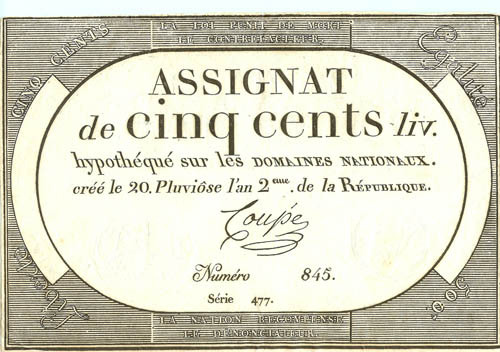 LA LOI PUNIT DE MORT
LE CONTREFACTEUR.
CINQ CENTS
Egalité
ASSIGNAT
de cinq cents liv.
hypothéqué sur les DOMAINES NATIONAUX.
créé le 20. Pluviôse l'an 2eme. de la RÉPUBLIQUE.
Coupé
Numéro 845.
Série 477.
Liberté
500
LA NATION RECOMPENSE
LE DÉNONCIATEUR.